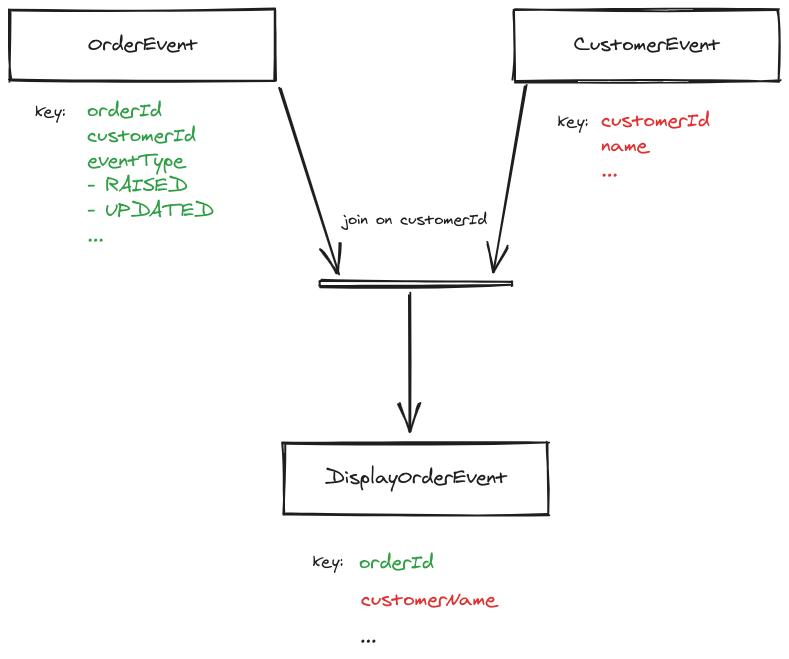 OrderEvent
key: orderId
customerId
eventType
- RAISED
- UPDATED
...
CustomerEvent
key: customerId
name
...
join on customerId
DisplayOrderEvent
key: orderId
customerName
...